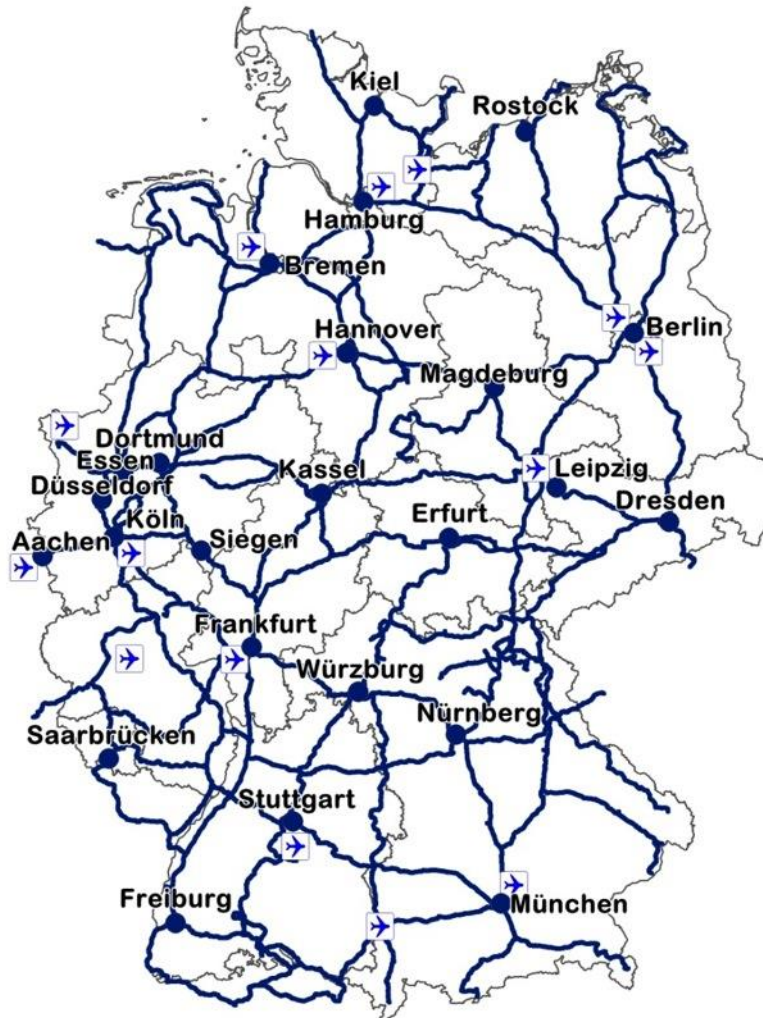 Kiel
Rostock
Hamburg
Bremen
Hannover
Berlin
Magdeburg
Dortmund
Essen
Düsseldorf
Kassel
Leipzig
Dresden
Köln
Erfurt
Aachen
Siegen
Frankfurt
Würzburg
Nürnberg
Saarbrücken
Stuttgart
Freiburg
München